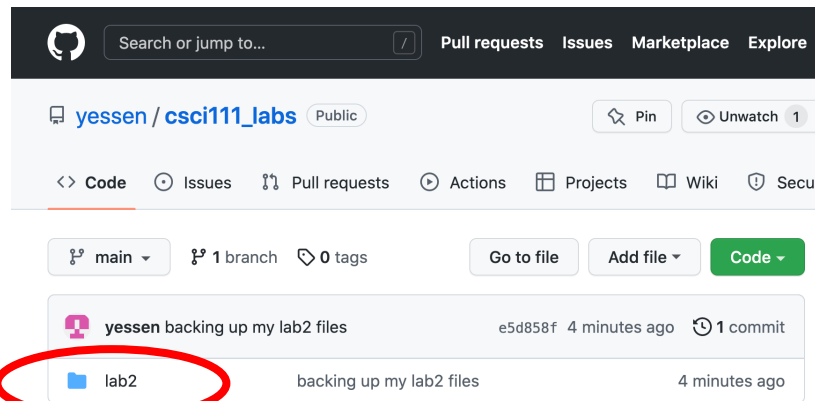 Search or jump to... / Pull requests Issues Marketplace Explore
yessen / csci111_labs Public Pin Unwatch 1
<> Code Issues Pull requests Actions Projects Wiki Secu
main 1 branch 0 tags Go to file Add file Code
yessen backing up my lab2 files e5d858f 4 minutes ago 1 commit
lab2 backing up my lab2 files 4 minutes ago